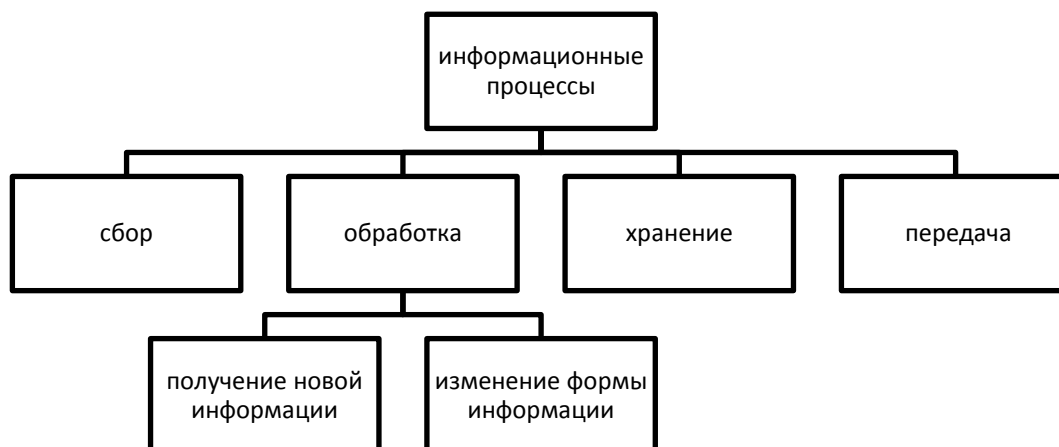 информационные
процессы
сбор
обработка
хранение
передача
получение новой
информации
изменение формы
информации